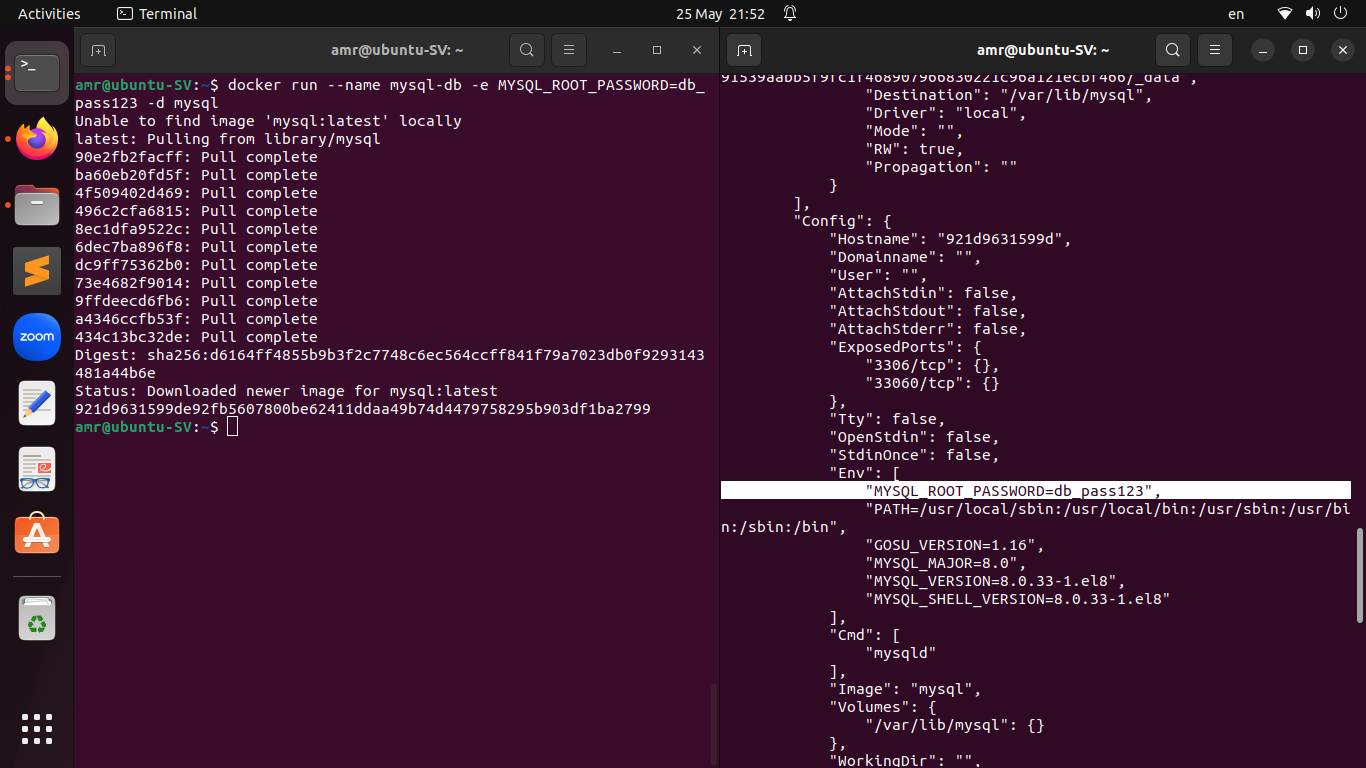 Activities
Terminal
25 May 21:52
en
amr@ubuntu-SV: ~
amr@ubuntu-SV:~$ docker run --name mysql-db -e MYSQL_ROOT_PASSWORD=db_
pass123 -d mysql
Unable to find image 'mysql:latest' locally
latest: Pulling from library/mysql
90e2fb2facff: Pull complete
ba60eb20fd5f: Pull complete
4f509402d469: Pull complete
496c2cfa6815: Pull complete
8ec1dfa9522c: Pull complete
6dec7ba896f8: Pull complete
dc9ff75362b0: Pull complete
73e4682f9014: Pull complete
9ffdeecd6fb6: Pull complete
a4346ccfb53f: Pull complete
434c13bc32de: Pull complete
Digest: sha256:d6164ff4855b9b3f2c7748c6ec564ccff841f79a7023db0f9293143
481a44b6e
Status: Downloaded newer image for mysql:latest
921d9631599de92fb5607800be62411ddaa49b74d4479758295b903df1ba2799
amr@ubuntu-SV:~$
zoom
amr@ubuntu-SV: ~
91539aabb5f9fc1f468907966830221c96a121ecbf466/_data",
"Destination": "/var/lib/mysql",
"Driver": "local",
"Mode": "",
"RW": true,
"Propagation": ""
}
],
"Config": {
"Hostname": "921d9631599d",
"Domainname": "",
"User": "",
"AttachStdin": false,
"AttachStdout": false,
"AttachStderr": false,
"ExposedPorts": {
"3306/tcp": {},
"33060/tcp": {}
},
"Tty": false,
"OpenStdin": false,
"StdinOnce": false,
"Env": [
"MYSQL_ROOT_PASSWORD=db_pass123",
"PATH=/usr/local/sbin:/usr/local/bin:/usr/sbin:/usr/bi
n:/sbin:/bin",
"GOSU_VERSION=1.16",
"MYSQL_MAJOR=8.0",
"MYSQL_VERSION=8.0.33-1.el8",
"MYSQL_SHELL_VERSION=8.0.33-1.el8"
],
"Cmd": [
"mysqld"
],
"Image": "mysql",
"Volumes": {
"/var/lib/mysql": {}
},
"WorkingDir": "",